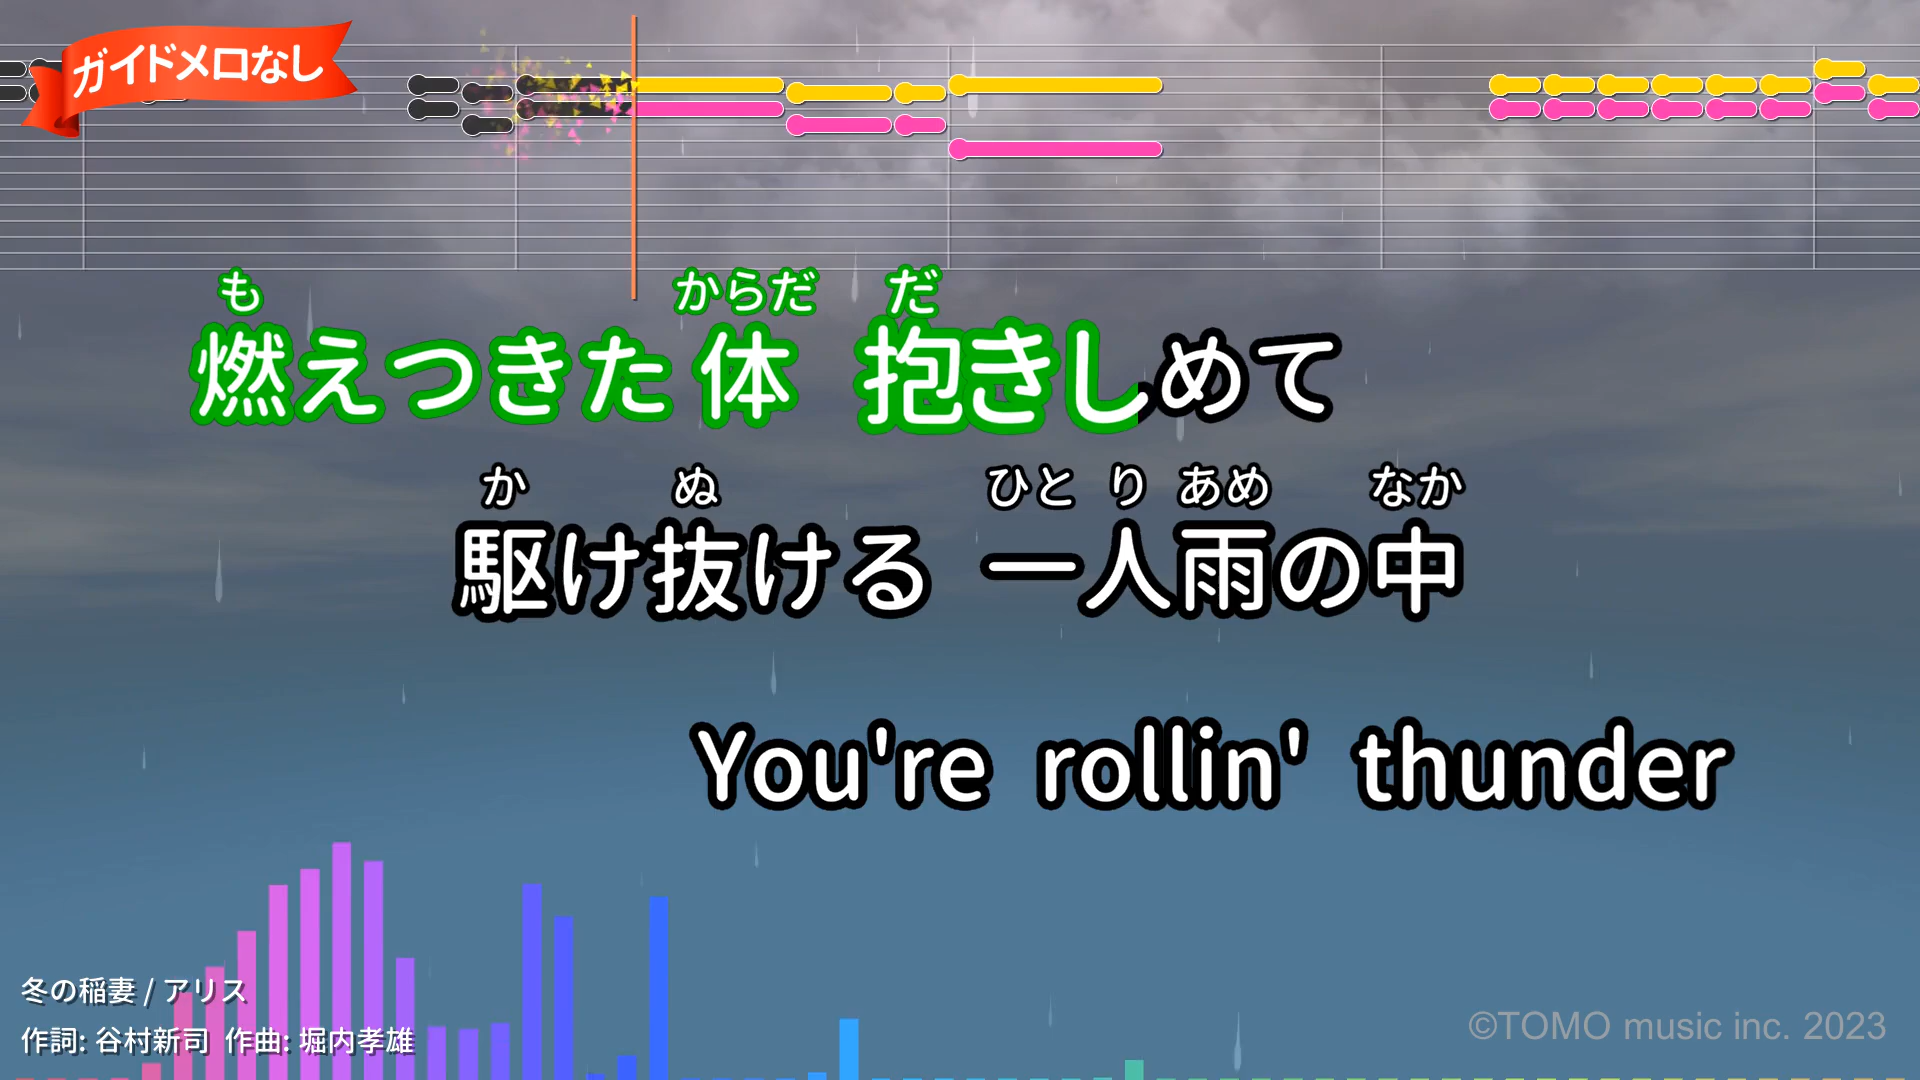 ガイドメロなし
も からだ だ
燃えつきた 体 抱きしめて
か ぬ ひと り あめ なか
駆け抜ける 一人雨の中
You're rollin' thunder
冬の稲妻 / アリス
作詞: 谷村新司 作曲: 堀内孝雄
©TOMO music inc. 2023